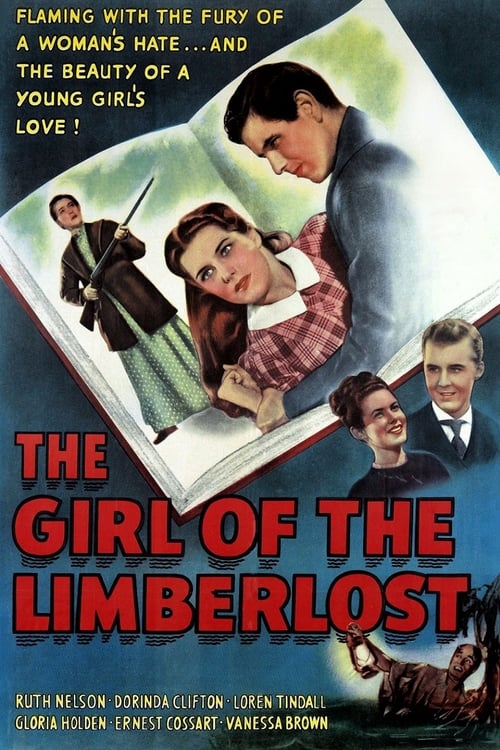 FLAMING WITH THE FURY OF
A WOMAN'S HATE...AND
THE BEAUTY OF A
YOUNG GIRL'S
LOVE!
THE
GIRL OF THE
LIMBERLOST
RUTH NELSON · DORINDA CLIFTON · LOREN TINDALL
GLORIA HOLDEN · ERNEST COSSART · VANESSA BROWN